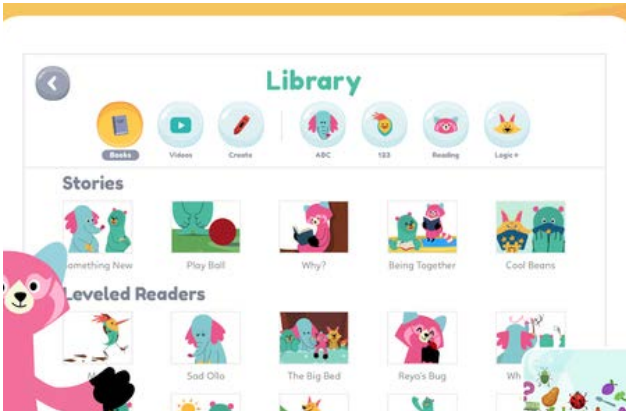 Library
Books Videos Create ABC 123 Reading Logic+
Stories
omething New Play Ball Why? Being Together Cool Beans
Leveled Readers
Sad Ollo The Big Bed Reya's Bug Wh